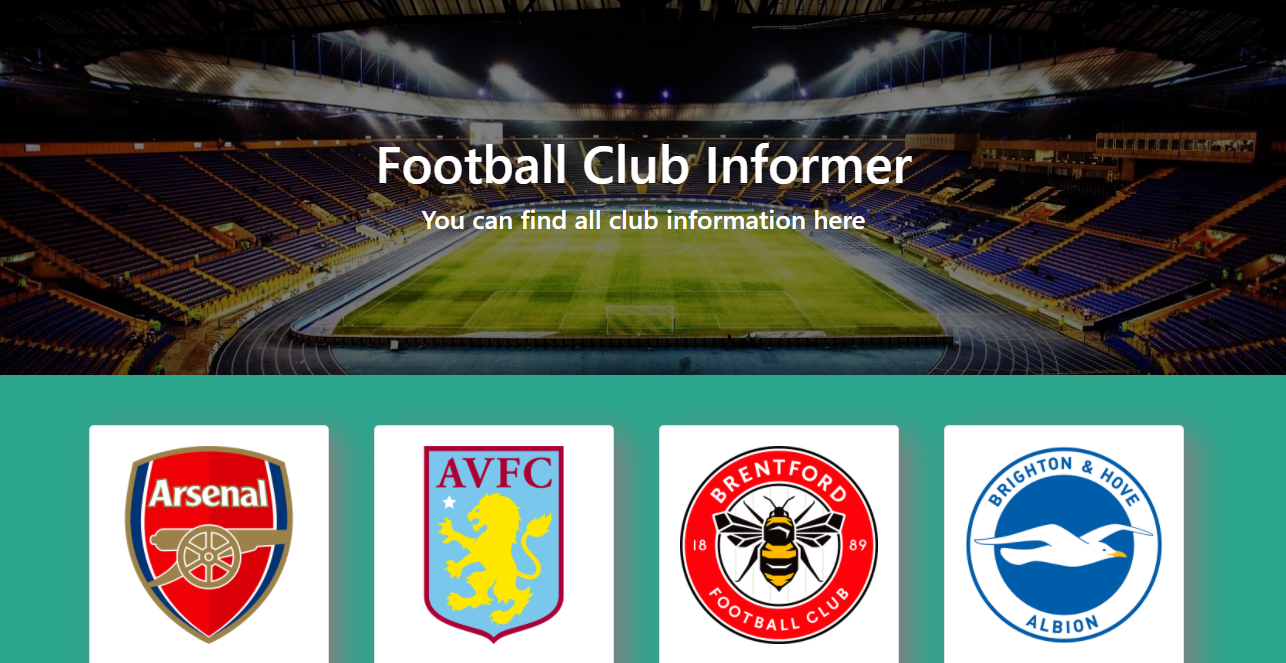 Football Club Informer
You can find all club information here
Arsenal
AVFC
BRENTFORD
18 89
FOOTBALL CLUB
BRIGHTON & HOVE
ALBION